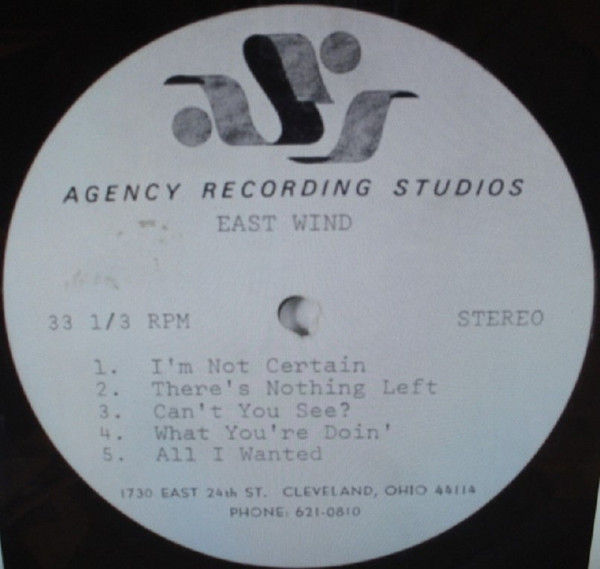 AGENCY RECORDING STUDIOS
EAST WIND
33 1/3 RPM STEREO
1. I'm Not Certain
2. There's Nothing Left
3. Can't You See?
4. What You're Doin'
5. All I Wanted
1730 EAST 24th ST. CLEVELAND, OHIO 44114
PHONE: 621-0810